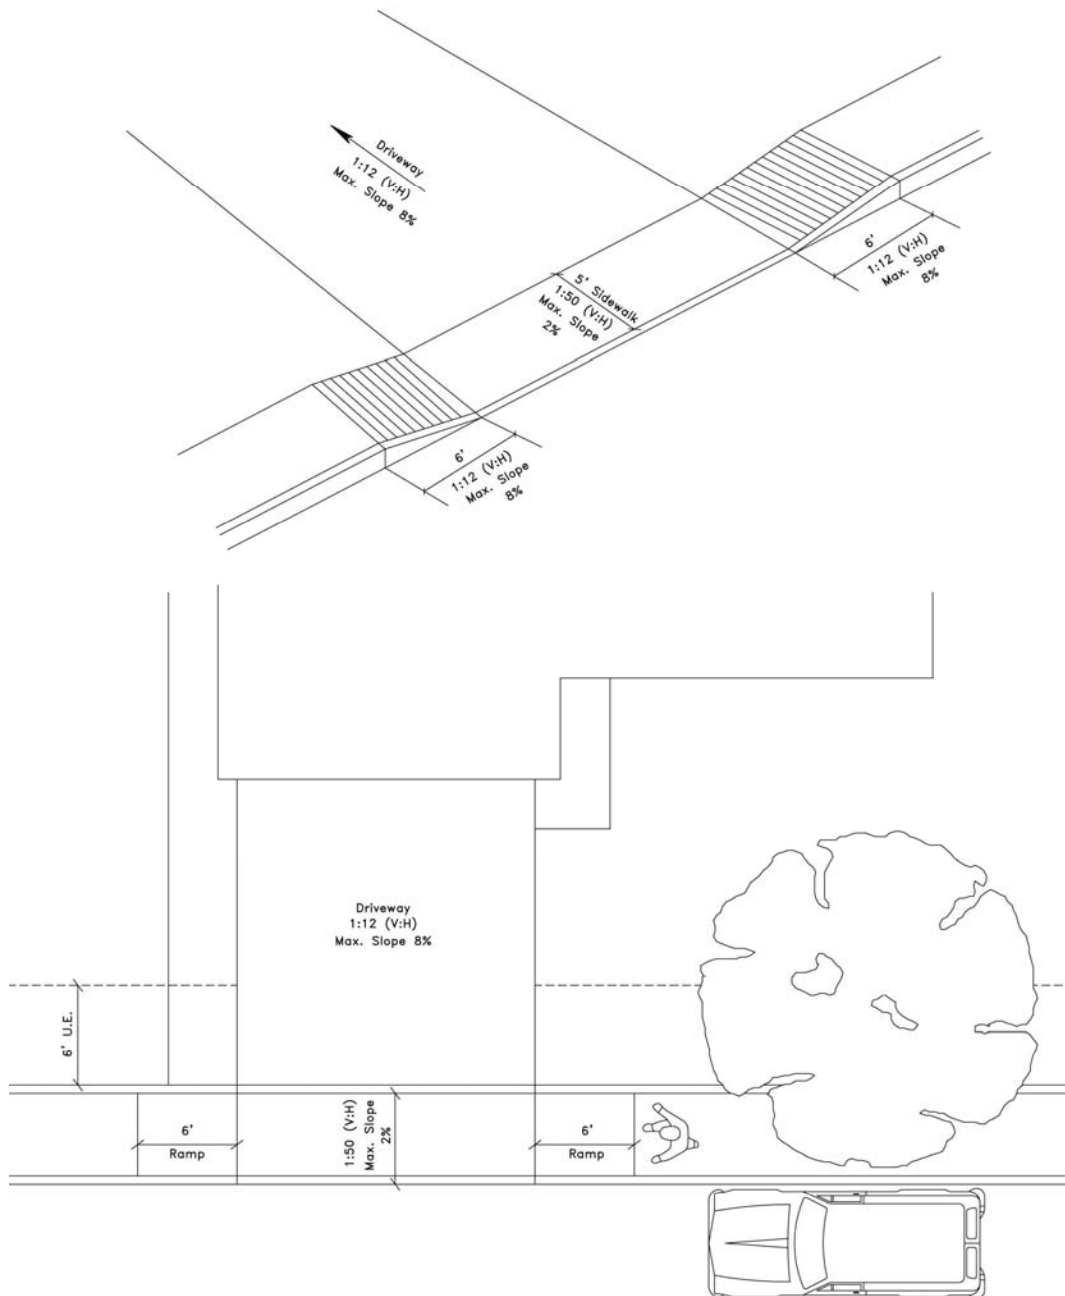 Driveway
1:12 (V:H)
Max. Slope 8%
6'
1:12 (V:H)
Max. Slope
8%
5' Sidewalk
1:50 (V:H)
Max. Slope
2%
6'
1:12 (V:H)
Max. Slope
8%
Driveway
1:12 (V:H)
Max. Slope 8%
6' U.E.
6'
Ramp
1:50 (V:H)
Max. Slope
2%
6'
Ramp